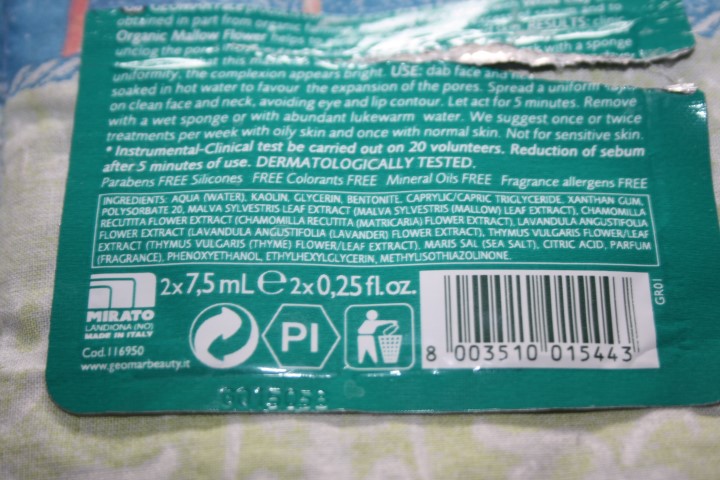 obtained in part from organic
Organic Mallow Flower helps
RESULTS:
and to
with a sponge
uniformity, the complexion appears bright. USE: dab face and
soaked in hot water to favour the expansion of the pores. Spread a uniform
on clean face and neck, avoiding eye and lip contour. Let act for 5 minutes. Remove
with a wet sponge or with abundant lukewarm water. We suggest once or twice
treatments per week with oily skin and once with normal skin. Not for sensitive skin.
* Instrumental-Clinical test be carried out on 20 volunteers. Reduction of sebum
after 5 minutes of use. DERMATOLOGICALLY TESTED.
Parabens FREE Silicones FREE Colorants FREE Mineral Oils FREE Fragrance allergens FREE
INGREDIENTS: AQUA (WATER), KAOLIN, GLYCERIN, BENTONITE, CAPRYLIC/CAPRIC TRIGLYCERIDE, XANTHAN GUM,
POLYSORBATE 20, MALVA SYLVESTRIS LEAF EXTRACT (MALVA SYLVESTRIS (MALLOW) LEAF EXTRACT), CHAMOMILLA
RECUTITA FLOWER EXTRACT (CHAMOMILLA RECUTITA (MATRICARIA) FLOWER EXTRACT), LAVANDULA ANGUSTIFOLIA
FLOWER EXTRACT (LAVANDULA ANGUSTIFOLIA (LAVENDER) FLOWER EXTRACT), THYMUS VULGARIS FLOWER/LEAF
EXTRACT (THYMUS VULGARIS (THYME) FLOWER/LEAF EXTRACT), MARIS SAL (SEA SALT), CITRIC ACID, PARFUM
(FRAGRANCE), PHENOXYETHANOL, ETHYLHEXYLGLYCERIN, METHYLISOTHIAZOLINONE.
MIRATO
LANDIONA (NO)
MADE IN ITALY
Cod.116950
www.geomarbeauty.it
2x7,5 mL e 2x0,25 fl.oz.
PI
8 003510 015443
GR01